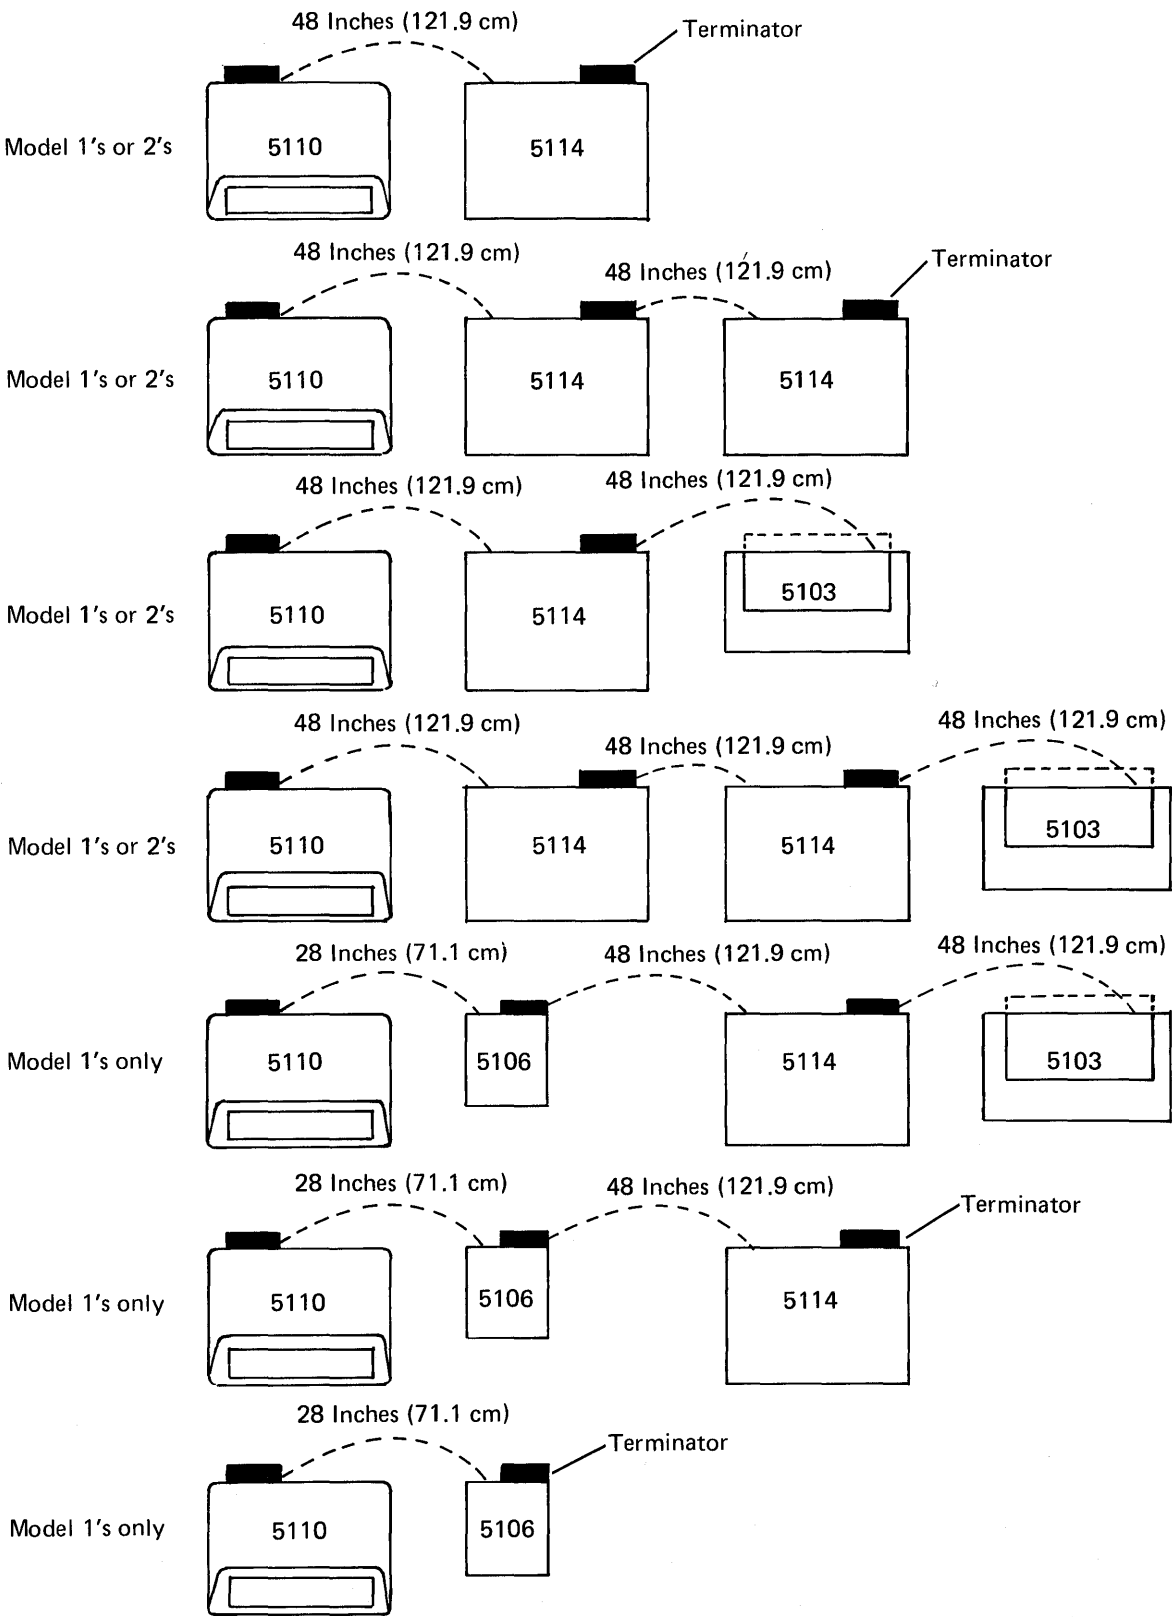 48 Inches (121.9 cm)
Terminator
Model 1's or 2's
5110
5114
48 Inches (121.9 cm)
48 Inches (121.9 cm)
Terminator
Model 1's or 2's
5110
5114
5114
48 Inches (121.9 cm)
48 Inches (121.9 cm)
Model 1's or 2's
5110
5114
5103
48 Inches (121.9 cm)
48 Inches (121.9 cm)
48 Inches (121.9 cm)
Model 1's or 2's
5110
5114
5114
5103
28 Inches (71.1 cm)
48 Inches (121.9 cm)
48 Inches (121.9 cm)
Model 1's only
5110
5106
5114
5103
28 Inches (71.1 cm)
48 Inches (121.9 cm)
Terminator
Model 1's only
5110
5106
5114
28 Inches (71.1 cm)
Terminator
Model 1's only
5110
5106